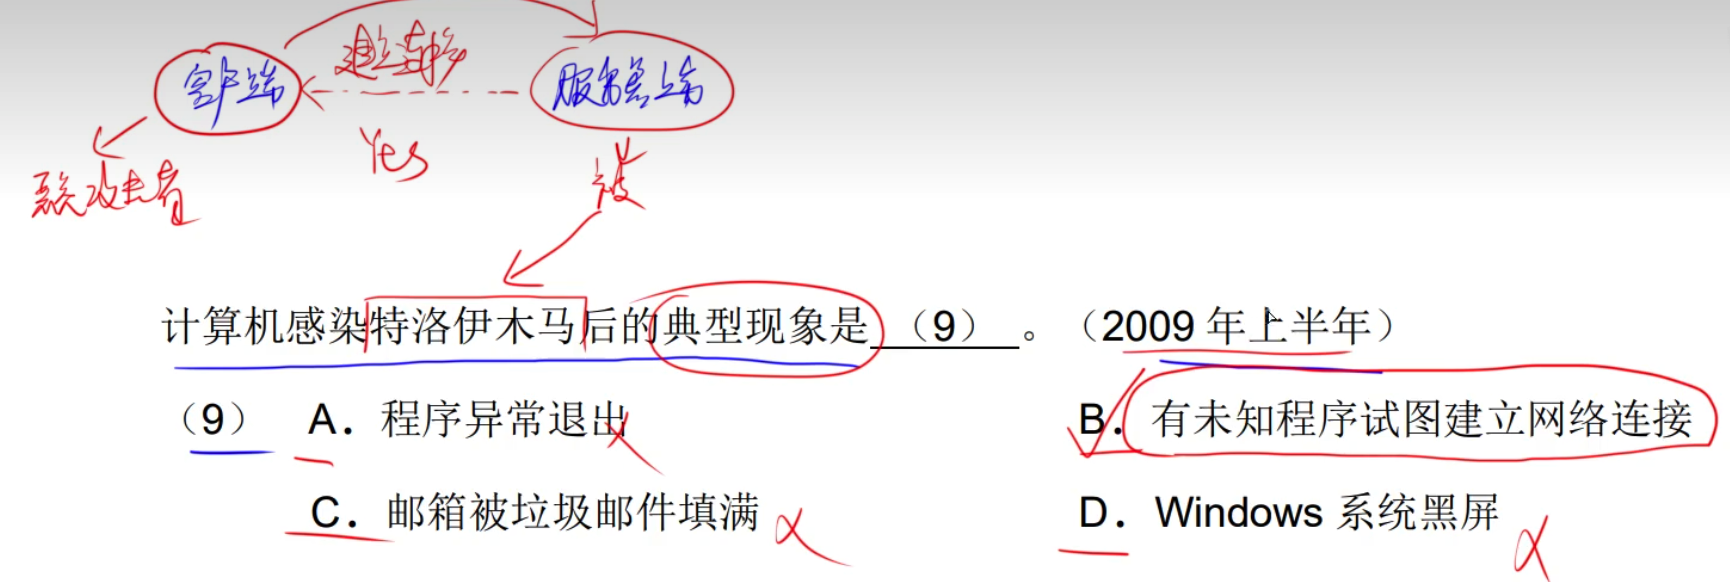 建立连接
客户端 服务器端
Yes 被
恶意攻击者
计算机感染特洛伊木马后的典型现象是 （9） 。（2009 年上半年）
（9） A．程序异常退出 B．有未知程序试图建立网络连接
C．邮箱被垃圾邮件填满 D．Windows 系统黑屏